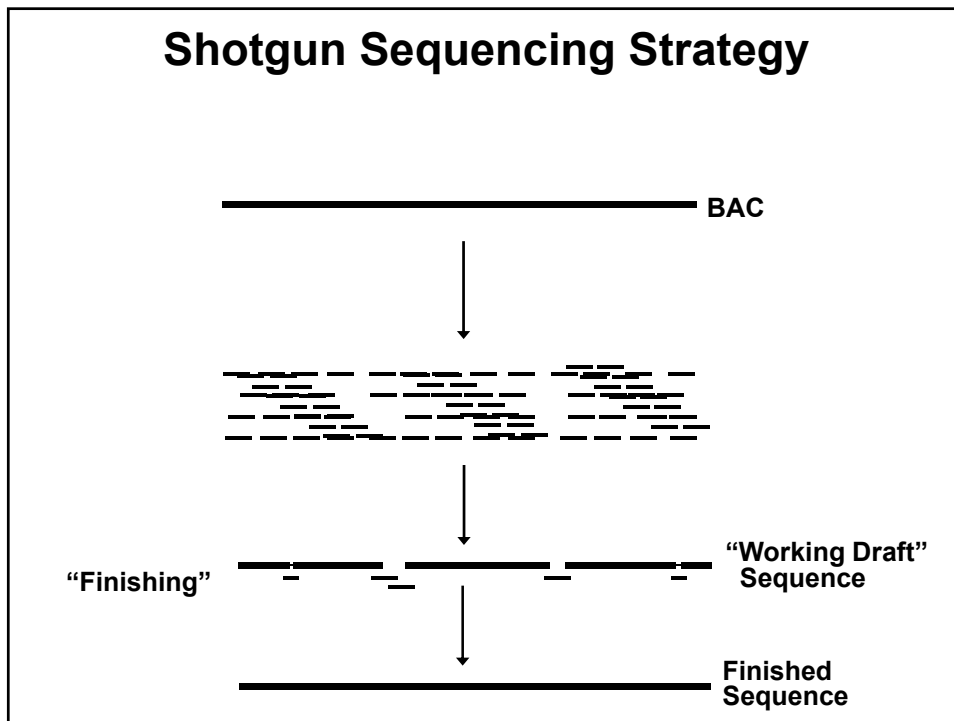 Shotgun Sequencing Strategy
BAC
“Working Draft”
Sequence
“Finishing”
Finished
Sequence